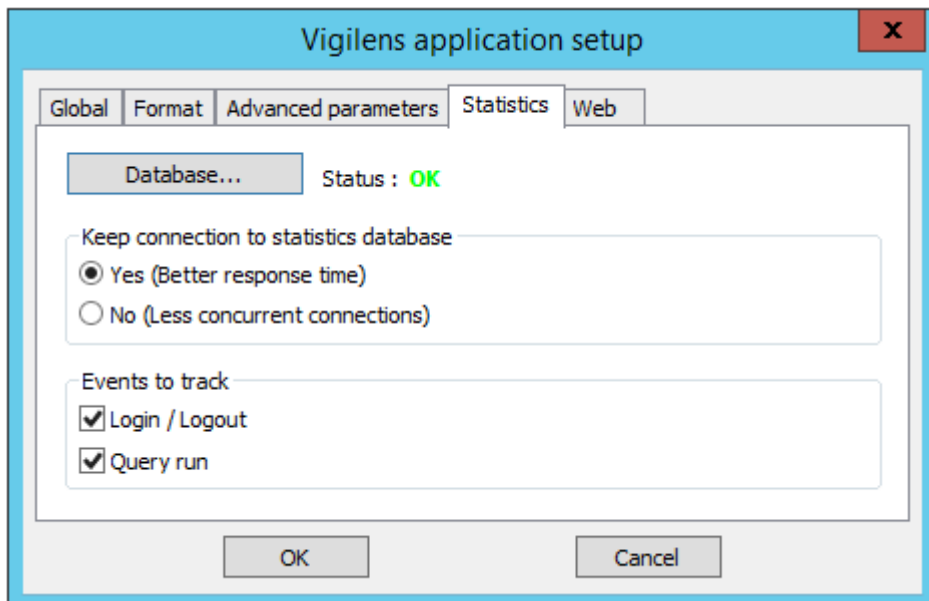 Vigilens application setup
x
Global Format Advanced parameters Statistics Web
Database... Status : OK
Keep connection to statistics database
Yes (Better response time)
No (Less concurrent connections)
Events to track
Login / Logout
Query run
OK Cancel